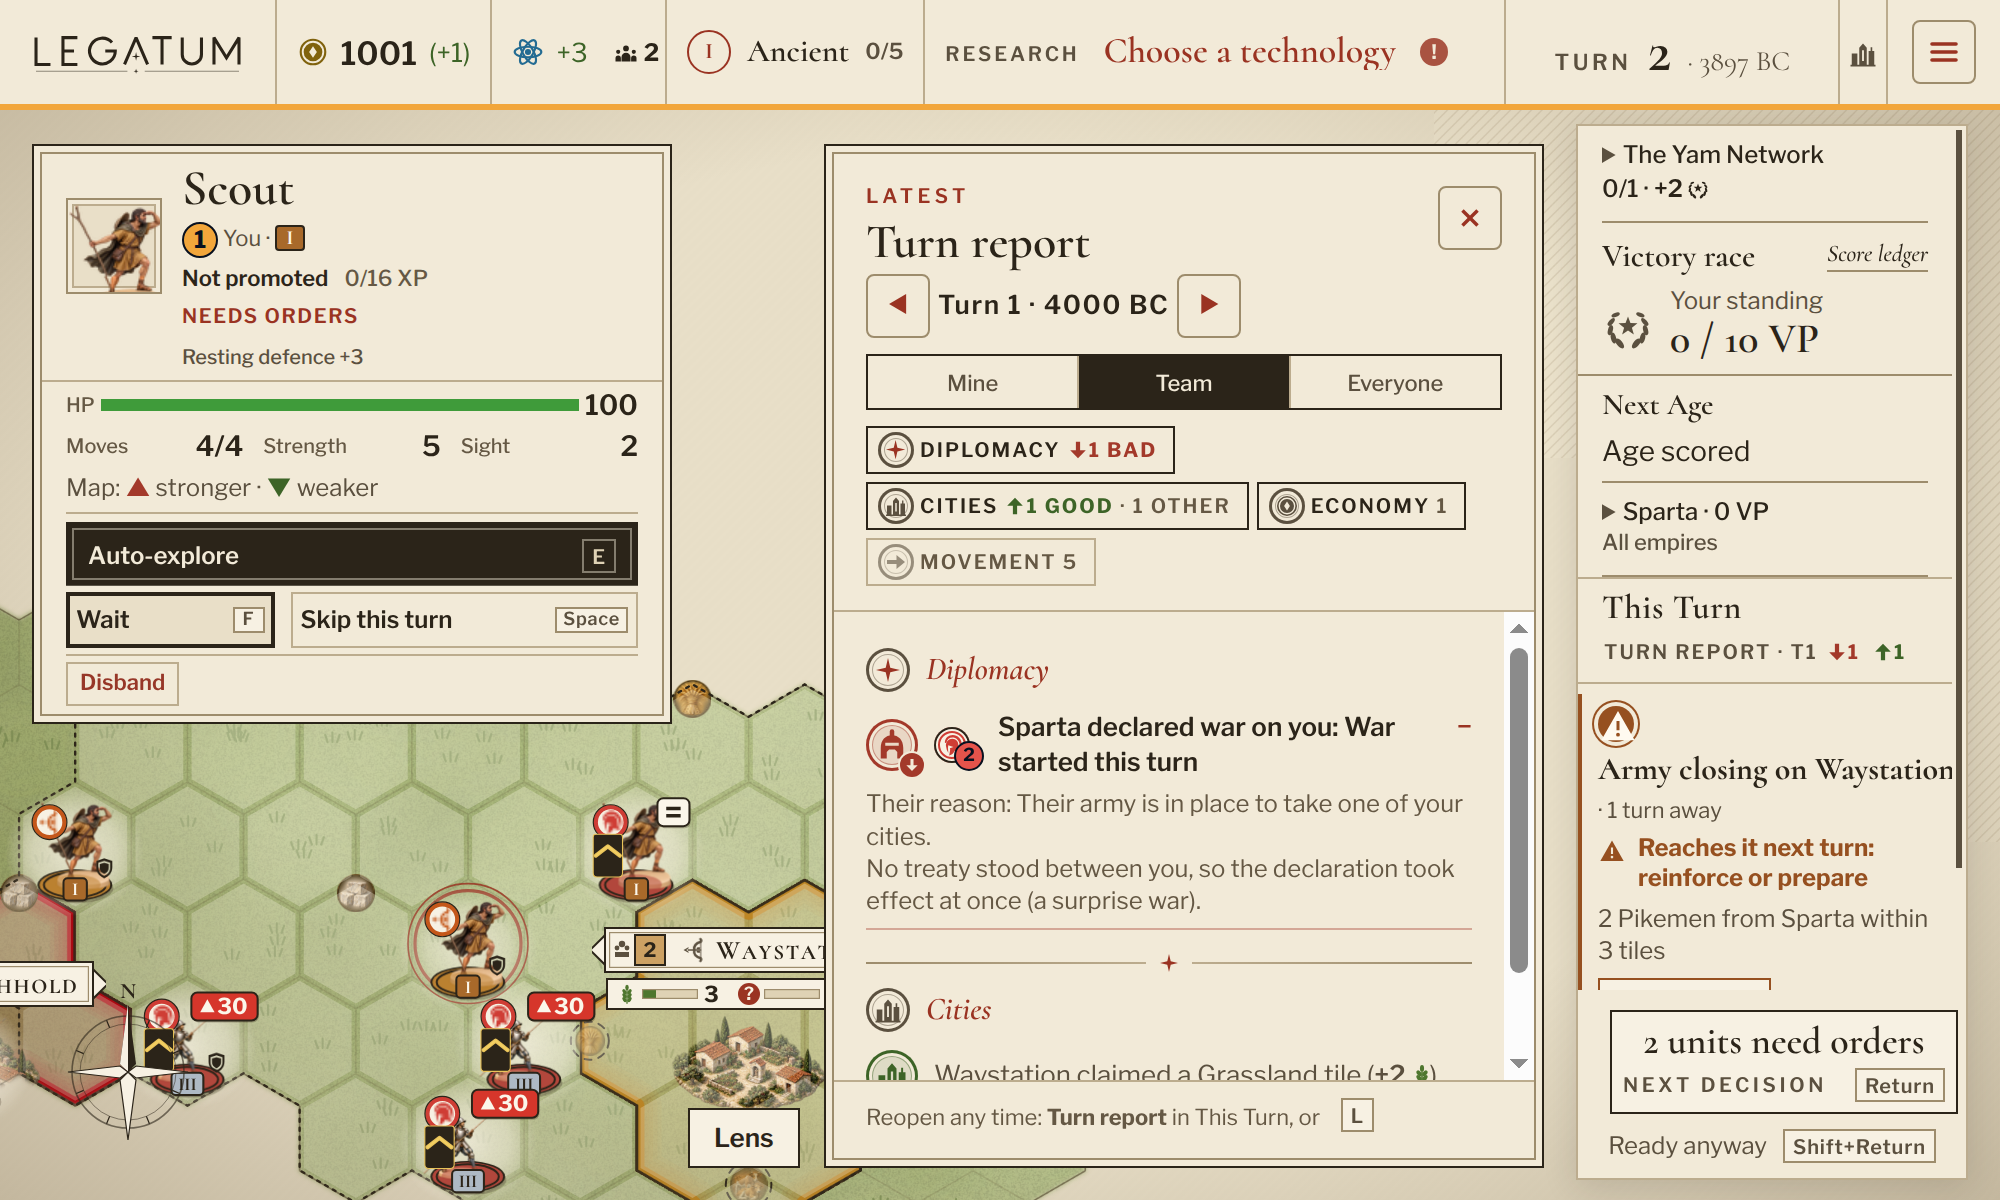 LEGATUM
1001 (+1)
+3
2
I Ancient 0/5
RESEARCH Choose a technology !
TURN 2 · 3897 BC
Scout
1 You · I
Not promoted 0/16 XP
NEEDS ORDERS
Resting defence +3
HP 100
Moves 4/4 Strength 5 Sight 2
Map: ▲ stronger · ▼ weaker
Auto-explore E
Wait F
Skip this turn Space
Disband
LATEST
Turn report
Turn 1 · 4000 BC
Mine Team Everyone
DIPLOMACY 1 BAD
CITIES 1 GOOD · 1 OTHER
ECONOMY 1
MOVEMENT 5
Diplomacy
2
Sparta declared war on you: War –
started this turn
Their reason: Their army is in place to take one of your
cities.
No treaty stood between you, so the declaration took
effect at once (a surprise war).
Cities
Waystation claimed a Grassland tile (+2 )
Reopen any time: Turn report in This Turn, or L
The Yam Network
0/1 · +2
Victory race Score ledger
Your standing
0 / 10 VP
Next Age
Age scored
Sparta · 0 VP
All empires
This Turn
TURN REPORT · T1 1 1
Army closing on Waystation
· 1 turn away
Reaches it next turn:
reinforce or prepare
2 Pikemen from Sparta within
3 tiles
2 units need orders
NEXT DECISION Return
Ready anyway Shift+Return
I
=
I
I
2 WAYSTAT
3 ?
HHOLD
N
30
III
30
III
30
III
Lens